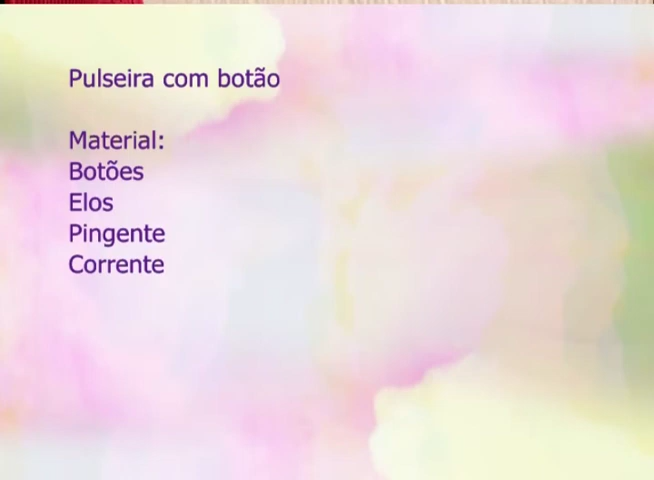 Pulseira com botão
Material:
Botões
Elos
Pingente
Corrente